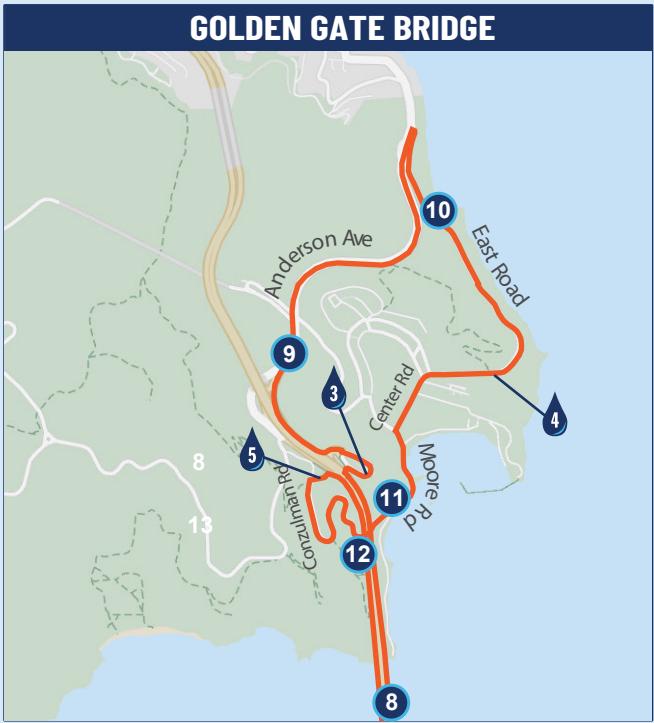 GOLDEN GATE BRIDGE
10
East Road
Anderson Ave
9
3
Center Rd
4
5
8
Moore Rd
11
13
Conzulman Rd
12
8